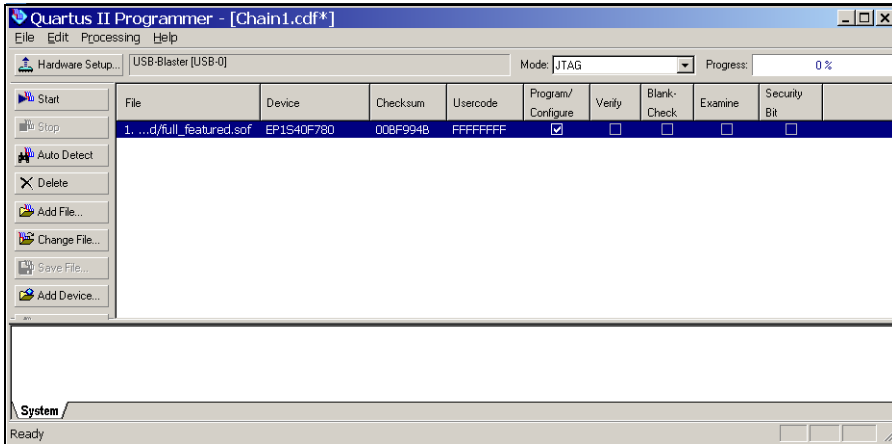 Quartus II Programmer - [Chain1.cdf*]
File Edit Processing Help
Hardware Setup... USB-Blaster [USB-0] Mode: JTAG Progress: 0 %
Start
Stop
Auto Detect
Delete
Add File...
Change File...
Save File...
Add Device...
File Device Checksum Usercode Program/ Configure Verify Blank- Check Examine Security Bit
1. ...d/full_featured.sof EP1S40F780 00BF994B FFFFFFFF
System
Ready